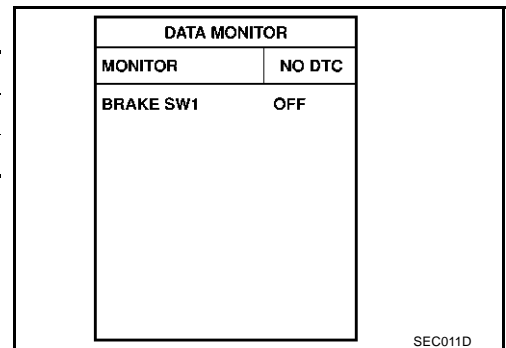 DATA MONITOR
MONITOR NO DTC
BRAKE SW1 OFF
SEC011D